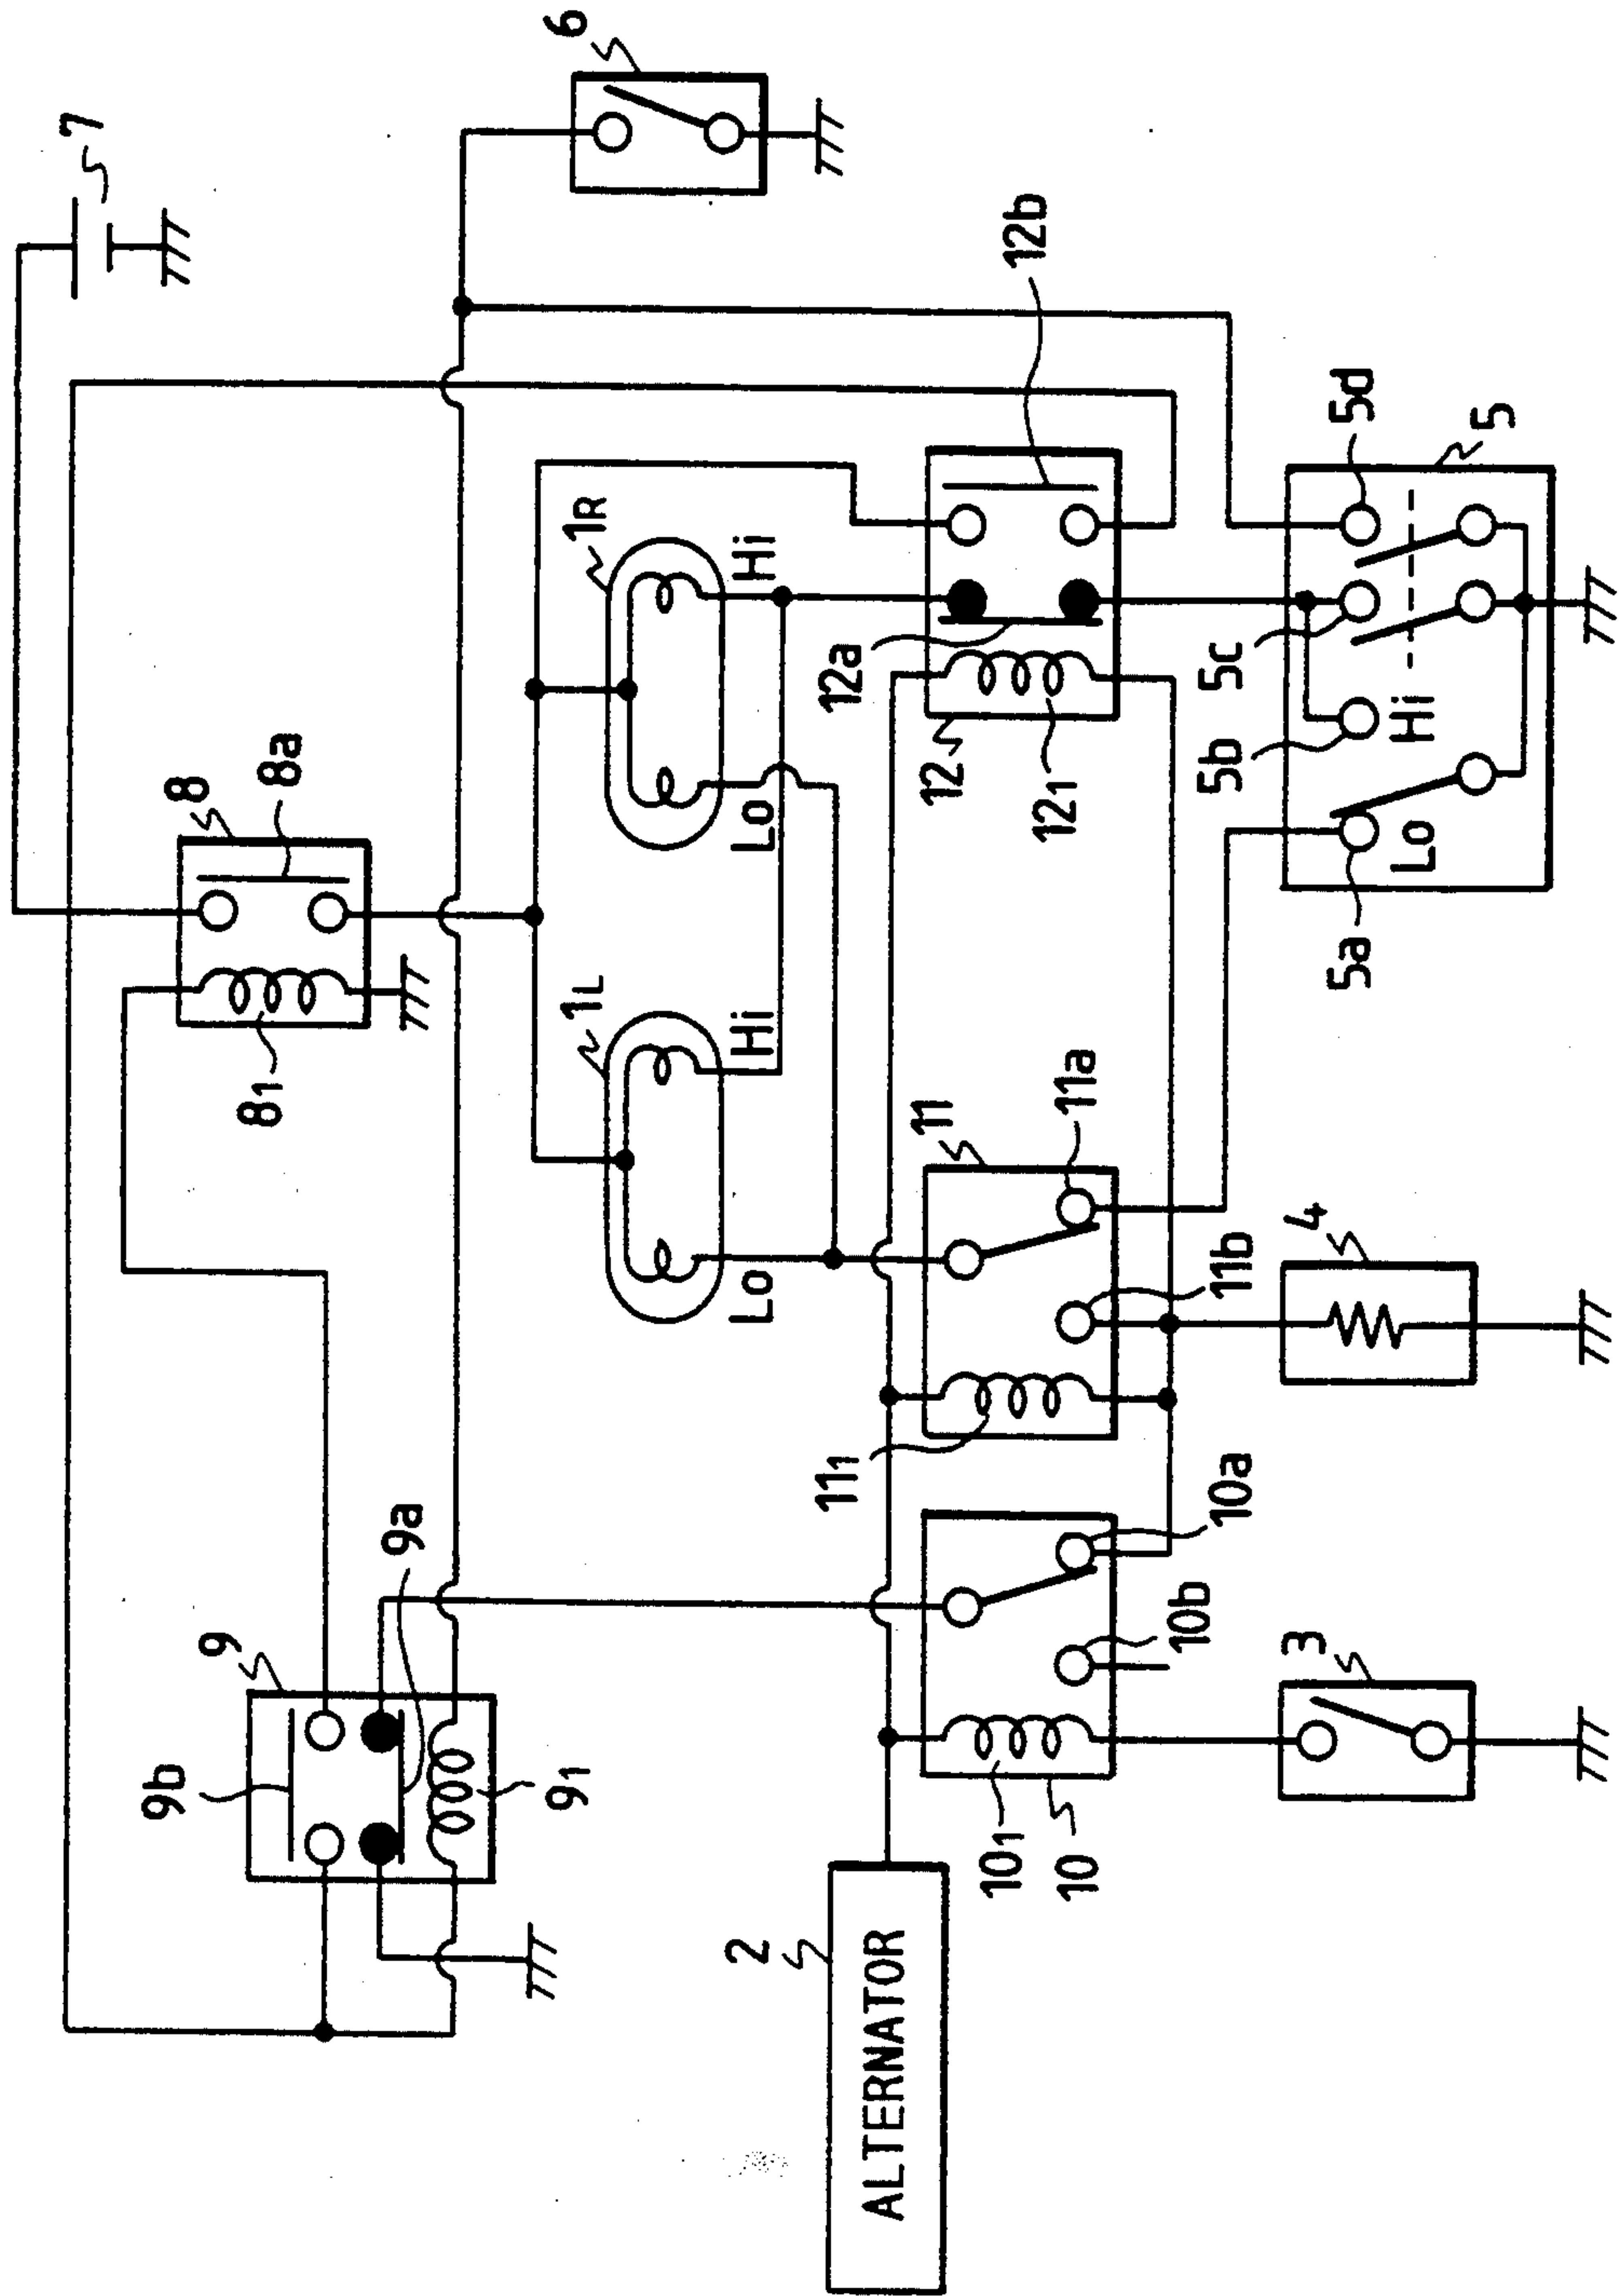 7
6
8
8a
8₁
9
9a
9b
9₁
1R
Hi
Lo
1L
Hi
Lo
12b
12a
12
12₁
11
11a
11b
11₁
10a
10b
10₁
10
2
ALTERNATOR
3
4
5
5d
5c
5b
Hi
Lo
5a